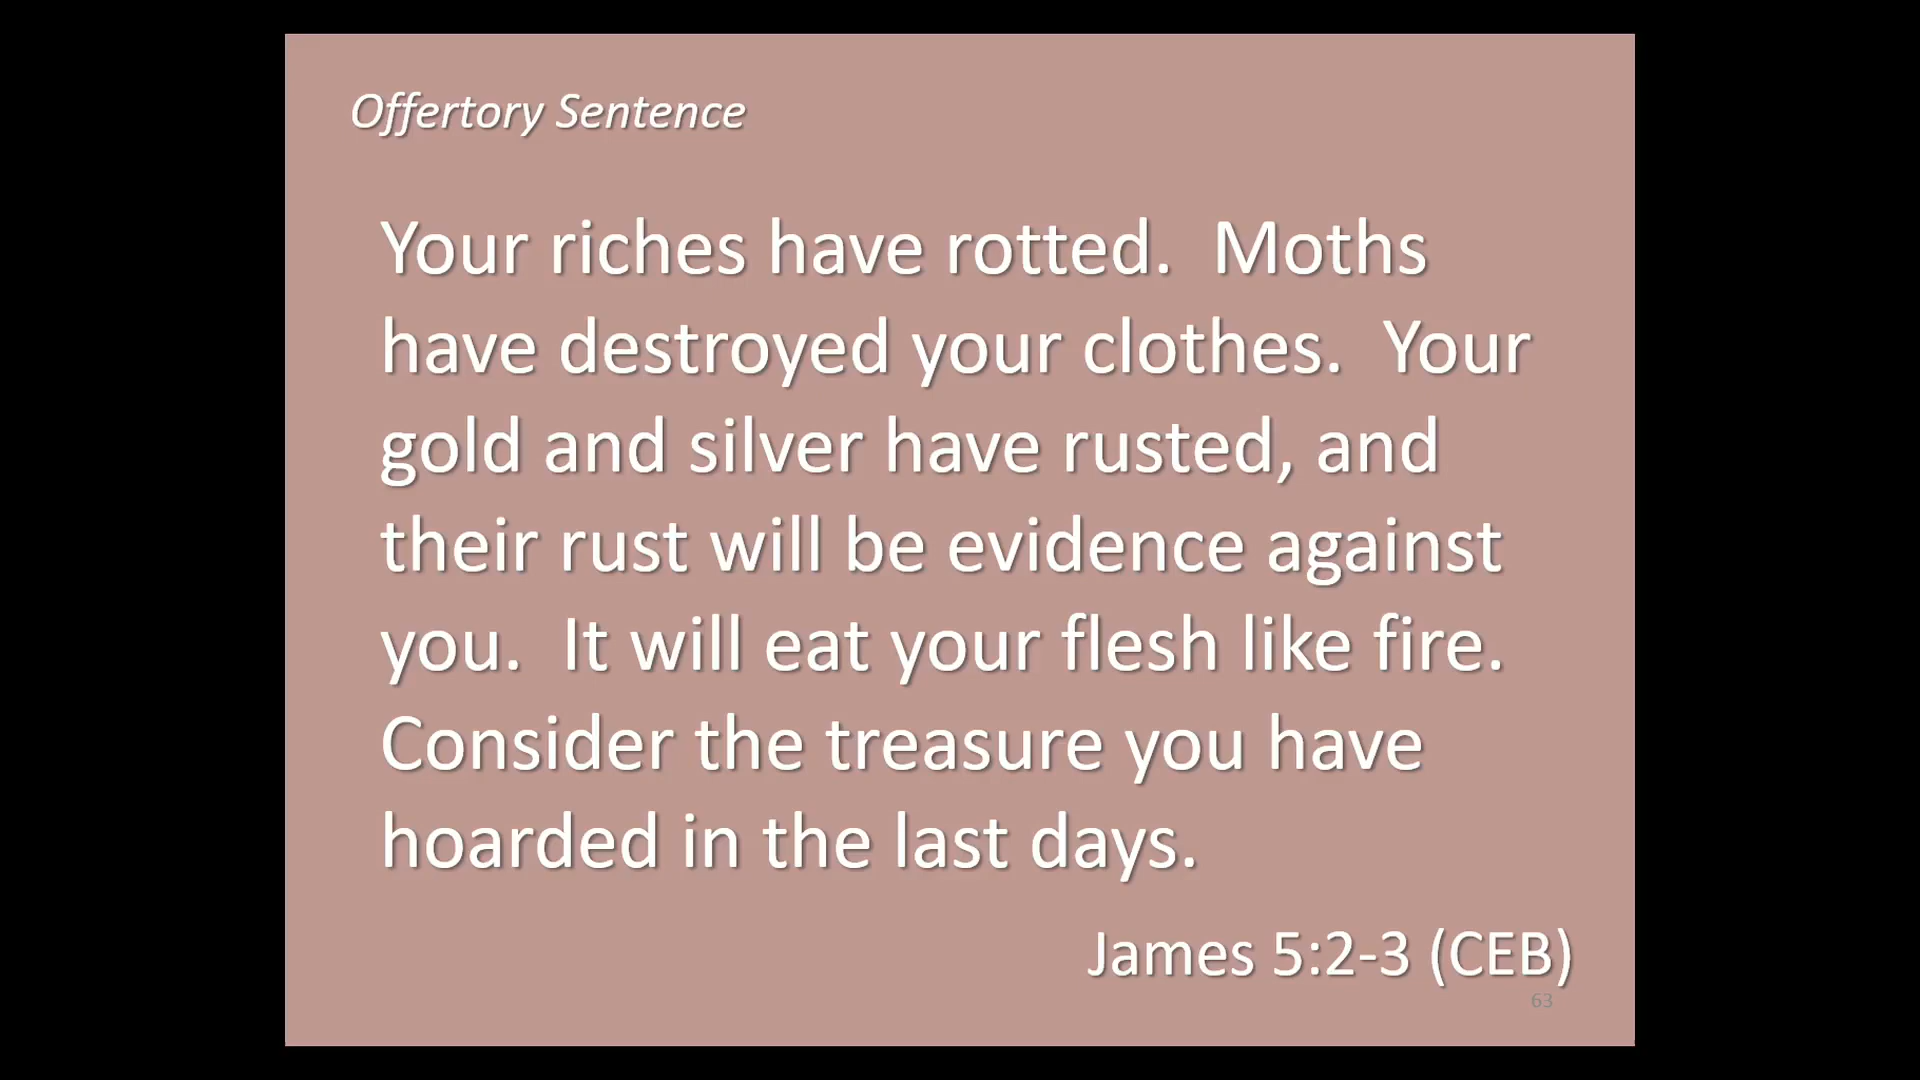 Offertory Sentence
Your riches have rotted.  Moths
have destroyed your clothes.  Your
gold and silver have rusted, and
their rust will be evidence against
you.  It will eat your flesh like fire.
Consider the treasure you have
hoarded in the last days.
James 5:2-3 (CEB)
63